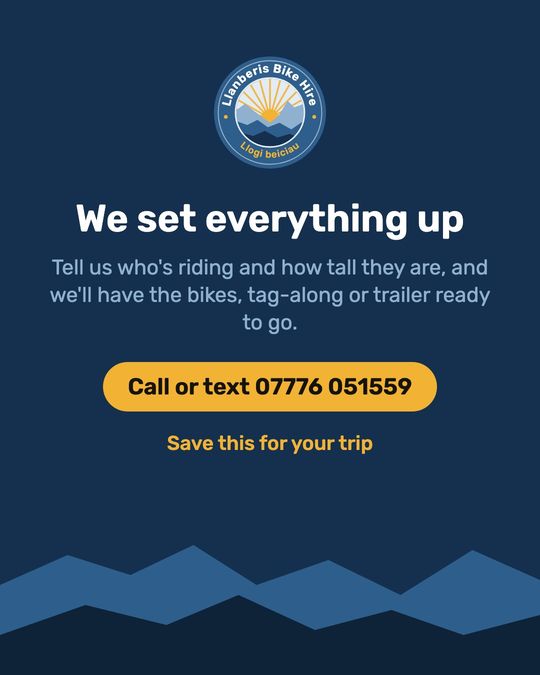 Llanberis Bike Hire
Llogi beiciau
We set everything up
Tell us who's riding and how tall they are, and
we'll have the bikes, tag-along or trailer ready
to go.
Call or text 07776 051559
Save this for your trip